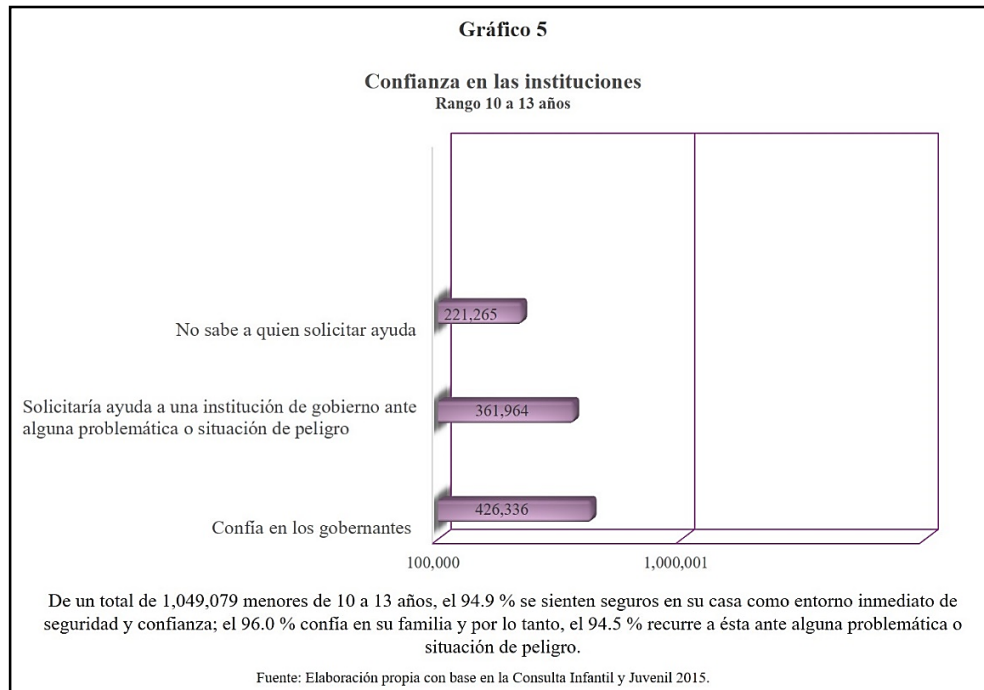 Gráfico 5
Confianza en las instituciones
Rango 10 a 13 años
No sabe a quien solicitar ayuda
221,265
Solicitaría ayuda a una institución de gobierno ante
alguna problemática o situación de peligro
361,964
Confía en los gobernantes
426,336
100,000
1,000,001
De un total de 1,049,079 menores de 10 a 13 años, el 94.9 % se sienten seguros en su casa como entorno inmediato de
seguridad y confianza; el 96.0 % confía en su familia y por lo tanto, el 94.5 % recurre a ésta ante alguna problemática o
situación de peligro.
Fuente: Elaboración propia con base en la Consulta Infantil y Juvenil 2015.